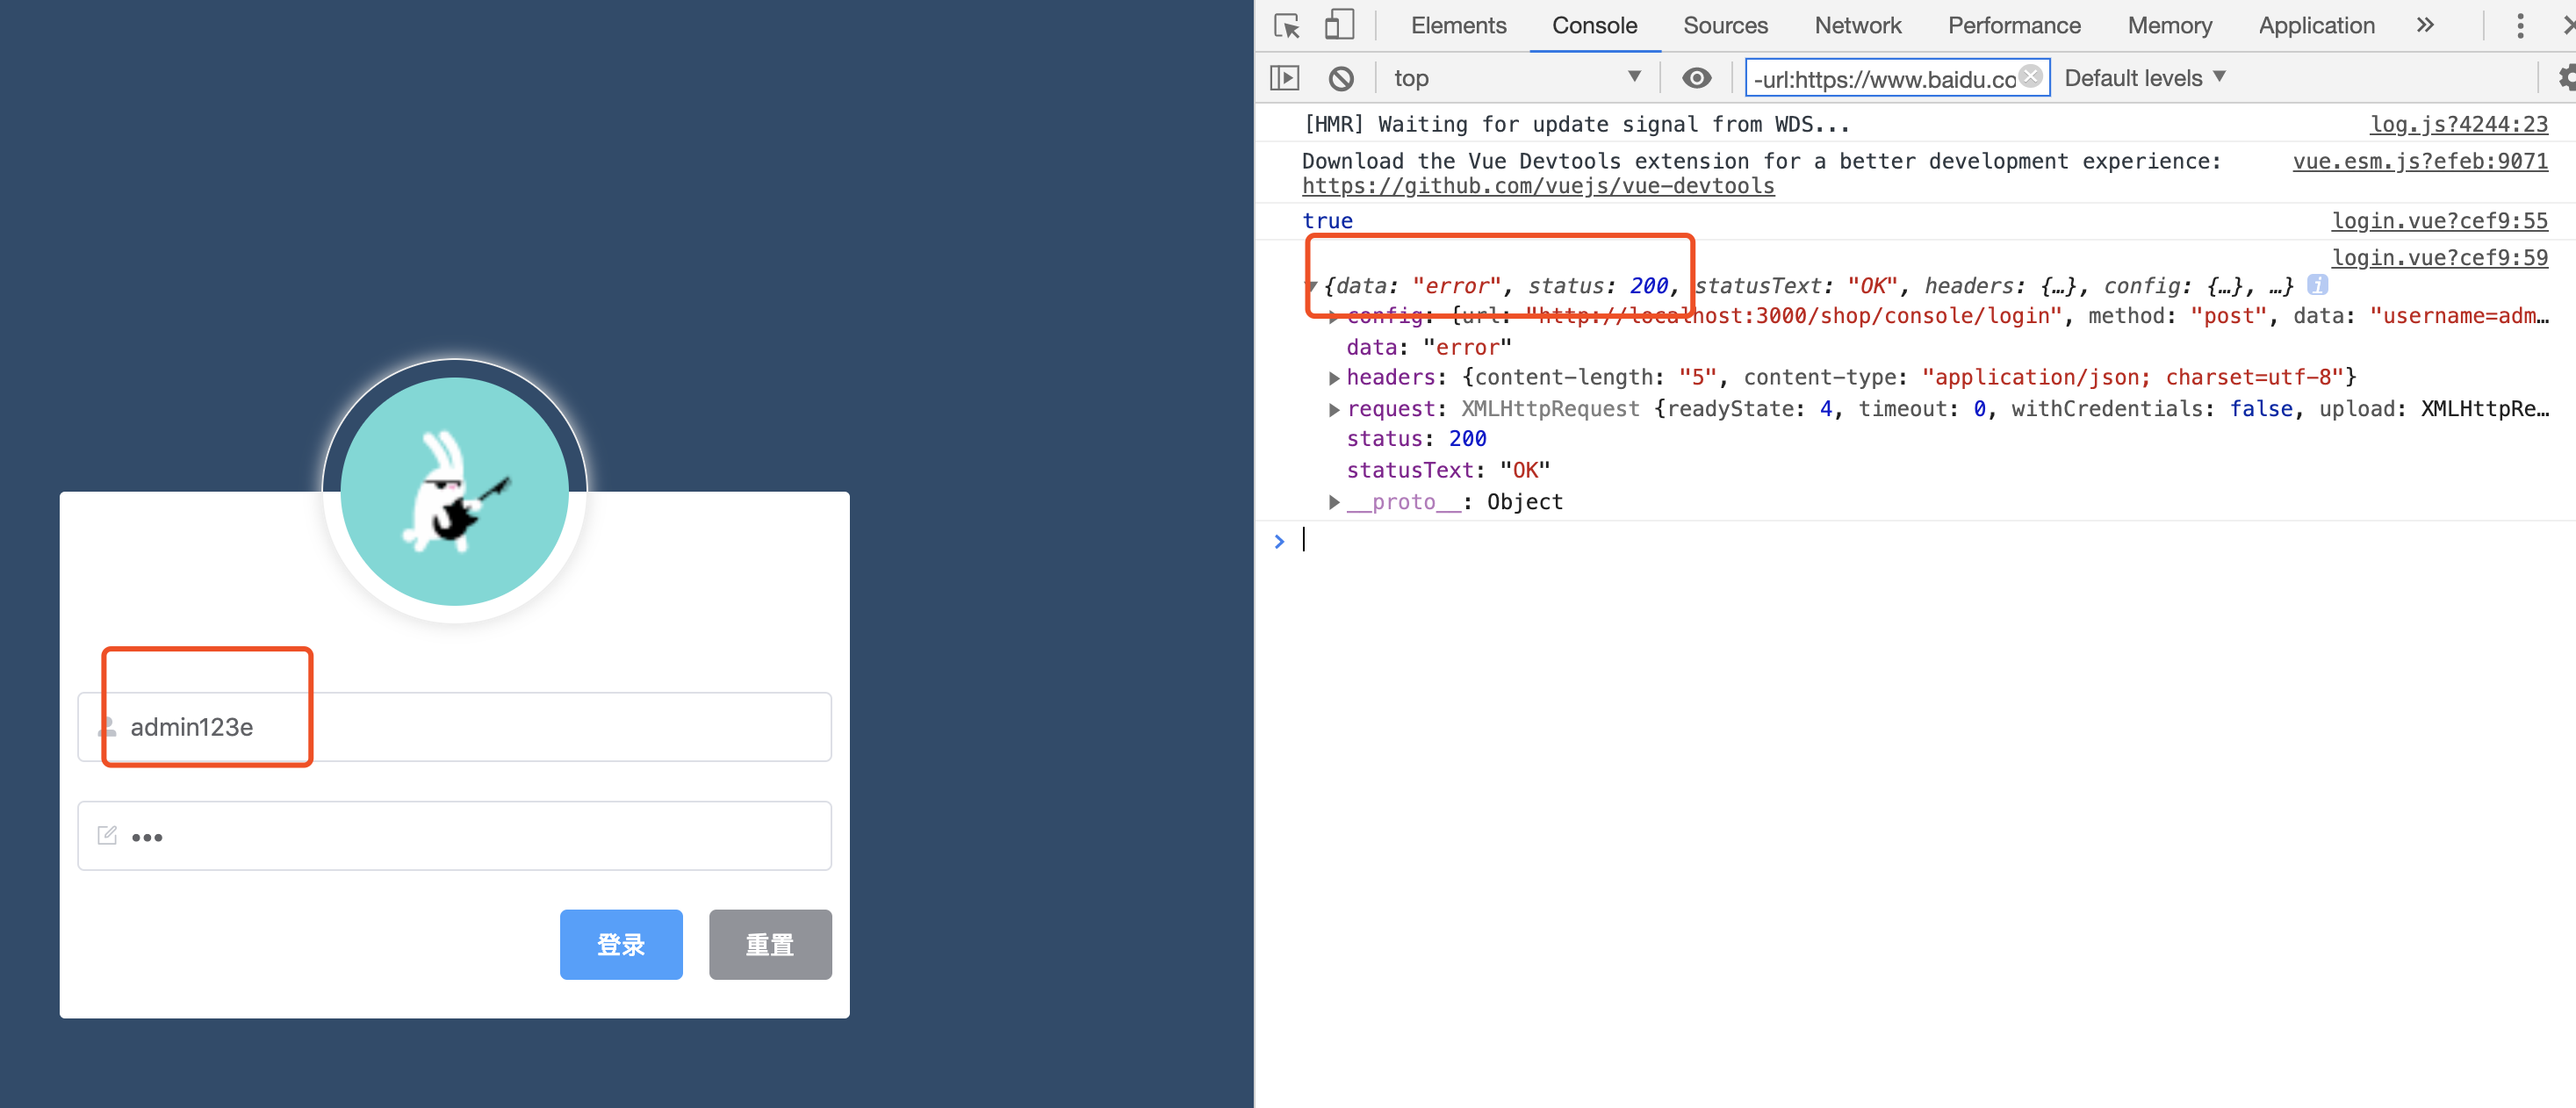 admin123e
•••
登录
重置
Elements Console Sources Network Performance Memory Application
top -url:https://www.baidu.co Default levels
[HMR] Waiting for update signal from WDS... log.js?4244:23
Download the Vue Devtools extension for a better development experience: vue.esm.js?efeb:9071
https://github.com/vuejs/vue-devtools
true login.vue?cef9:55
login.vue?cef9:59
{data: "error", status: 200, statusText: "OK", headers: {…}, config: {…}, …} i
config: {url: "http://localhost:3000/shop/console/login", method: "post", data: "username=adm…
data: "error"
headers: {content-length: "5", content-type: "application/json; charset=utf-8"}
request: XMLHttpRequest {readyState: 4, timeout: 0, withCredentials: false, upload: XMLHttpRe…
status: 200
statusText: "OK"
__proto__: Object